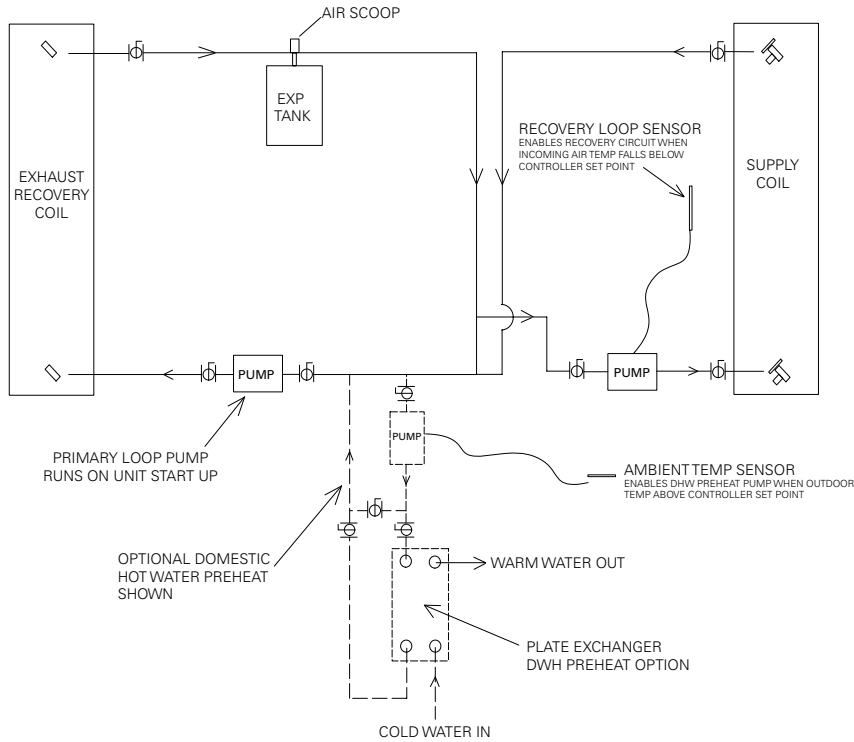 AIR SCOOP
EXP
TANK
EXHAUST
RECOVERY
COIL
RECOVERY LOOP SENSOR
ENABLES RECOVERY CIRCUIT WHEN
INCOMING AIR TEMP FALLS BELOW
CONTROLLER SET POINT
SUPPLY
COIL
PUMP
PUMP
PRIMARY LOOP PUMP
RUNS ON UNIT START UP
PUMP
AMBIENT TEMP SENSOR
ENABLES DHW PREHEAT PUMP WHEN OUTDOOR
TEMP ABOVE CONTROLLER SET POINT
OPTIONAL DOMESTIC
HOT WATER PREHEAT
SHOWN
WARM WATER OUT
PLATE EXCHANGER
DWH PREHEAT OPTION
COLD WATER IN